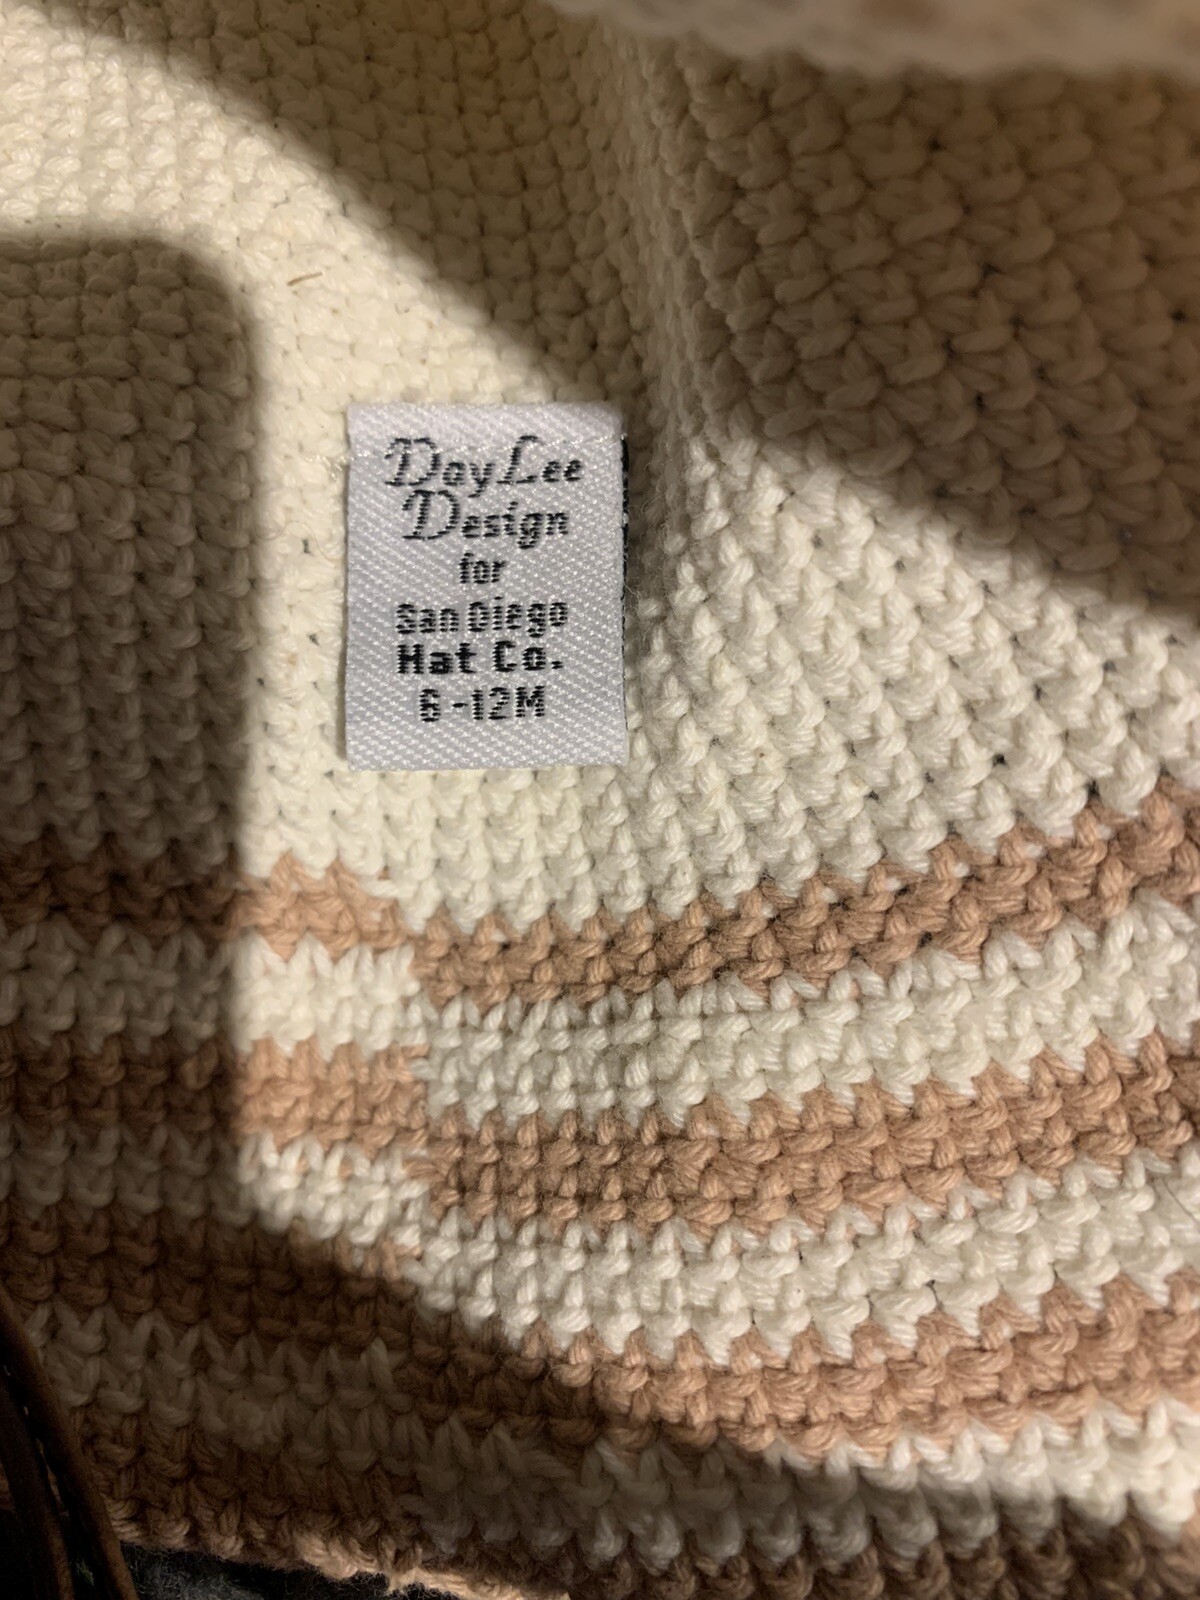 DayLee
Design
for
San Diego
Hat Co.
6-12M